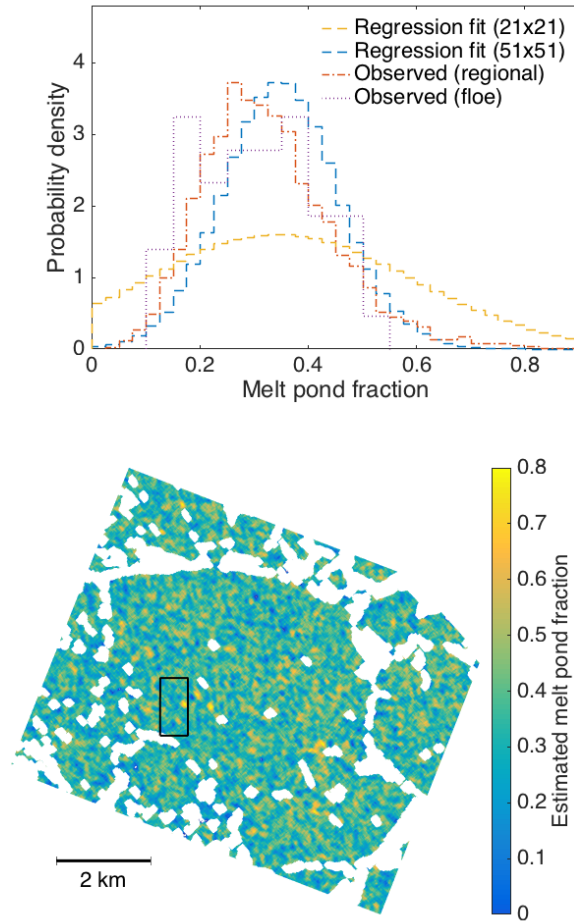 Regression fit (21x21)
Regression fit (51x51)
Observed (regional)
Observed (floe)
Probability density
4
3
2
1
0
0 0.2 0.4 0.6 0.8
Melt pond fraction
0.8
0.7
0.6
0.5
0.4
0.3
0.2
0.1
0
Estimated melt pond fraction
2 km